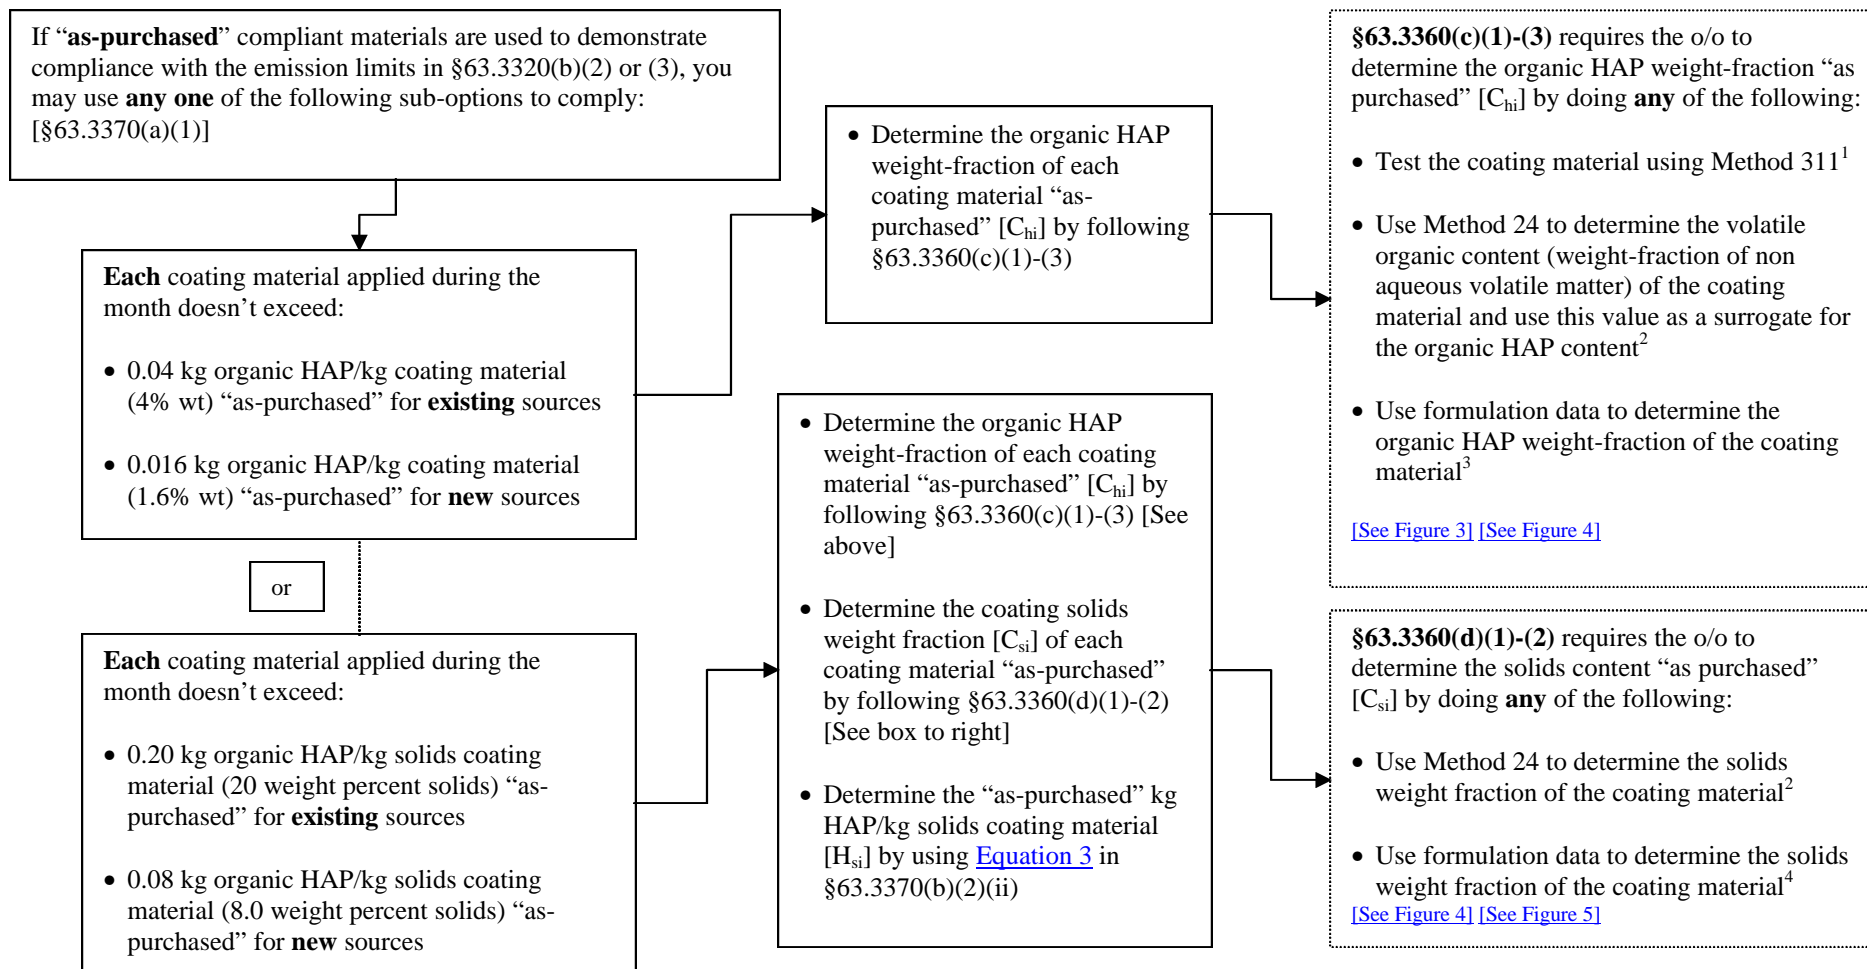 If “as-purchased” compliant materials are used to demonstrate
compliance with the emission limits in §63.3320(b)(2) or (3), you
may use any one of the following sub-options to comply:
[§63.3370(a)(1)]
Each coating material applied during the
month doesn’t exceed:
• 0.04 kg organic HAP/kg coating material
(4% wt) “as-purchased” for existing sources
• 0.016 kg organic HAP/kg coating material
(1.6% wt) “as-purchased” for new sources
or
Each coating material applied during the
month doesn’t exceed:
• 0.20 kg organic HAP/kg solids coating
material (20 weight percent solids) “as-
purchased” for existing sources
• 0.08 kg organic HAP/kg solids coating
material (8.0 weight percent solids) “as-
purchased” for new sources
• Determine the organic HAP
weight-fraction of each
coating material “as-
purchased” [Chi] by following
§63.3360(c)(1)-(3)
• Determine the organic HAP
weight-fraction of each coating
material “as-purchased” [Chi] by
following §63.3360(c)(1)-(3) [See
above]
• Determine the coating solids
weight fraction [Csi] of each
coating material “as-purchased”
by following §63.3360(d)(1)-(2)
[See box to right]
• Determine the “as-purchased” kg
HAP/kg solids coating material
[Hsi] by using Equation 3 in
§63.3370(b)(2)(ii)
§63.3360(c)(1)-(3) requires the o/o to
determine the organic HAP weight-fraction “as
purchased” [Chi] by doing any of the following:
• Test the coating material using Method 311¹
• Use Method 24 to determine the volatile
organic content (weight-fraction of non
aqueous volatile matter) of the coating
material and use this value as a surrogate for
the organic HAP content²
• Use formulation data to determine the
organic HAP weight-fraction of the coating
material³
[See Figure 3] [See Figure 4]
§63.3360(d)(1)-(2) requires the o/o to
determine the solids content “as purchased”
[Csi] by doing any of the following:
• Use Method 24 to determine the solids
weight fraction of the coating material²
• Use formulation data to determine the solids
weight fraction of the coating material⁴
[See Figure 4] [See Figure 5]